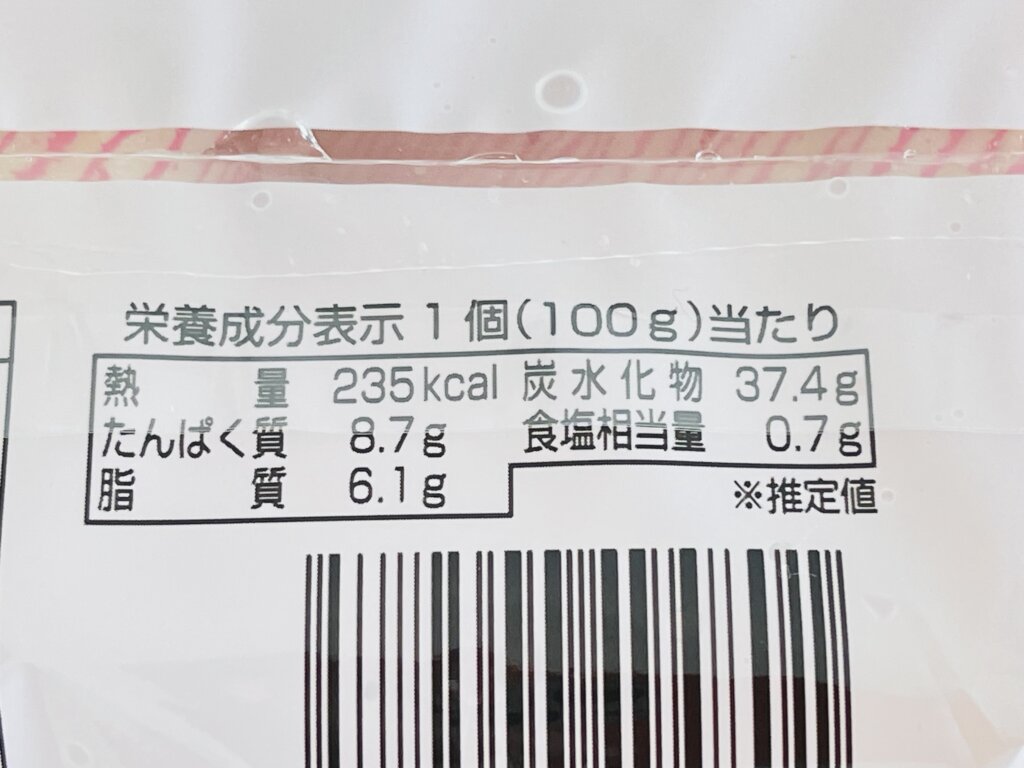 栄養成分表示1個(100g)当たり
熱量 235kcal 炭水化物 37.4g
たんぱく質 8.7g 食塩相当量 0.7g
脂質 6.1g
※推定値